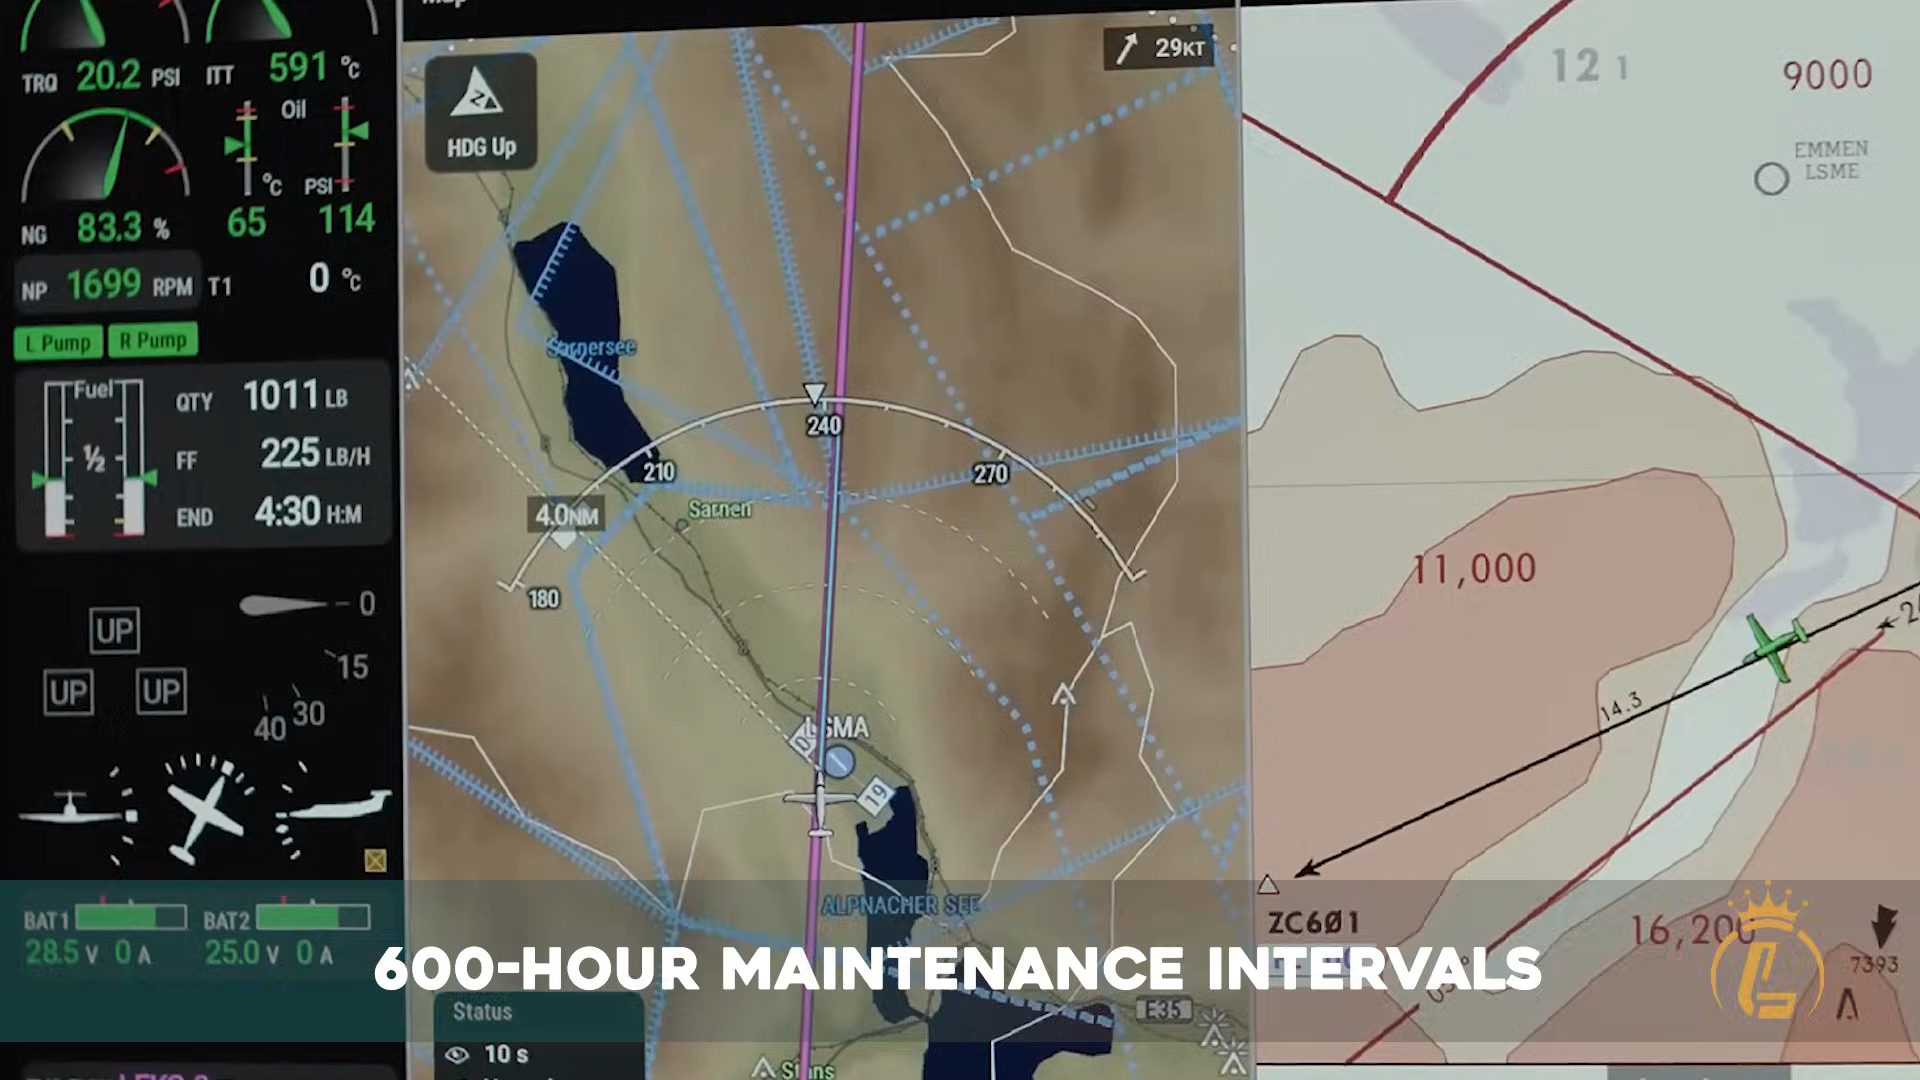 TRQ 20.2 PSI ITT 591 °C
Oil
°C PSI
NG 83.3 % 65 114
NP 1699 RPM T1 0 °C
L Pump R Pump
Fuel
½
QTY 1011 LB
FF 225 LB/H
END 4:30 H:M
UP
UP UP
0
15
30
40
BAT1 BAT2
28.5 V 0 A 25.0 V 0 A
Map
HDG Up
29KT
Sarnersee
240
210
270
180
4.0NM
Sarnen
LSMA
19
ALPNACHER SEE
E35
Status
10 s
Stans
12 1
9000
EMMEN
LSME
11,000
14.3
ZC601
16,200
7393
600-HOUR MAINTENANCE INTERVALS